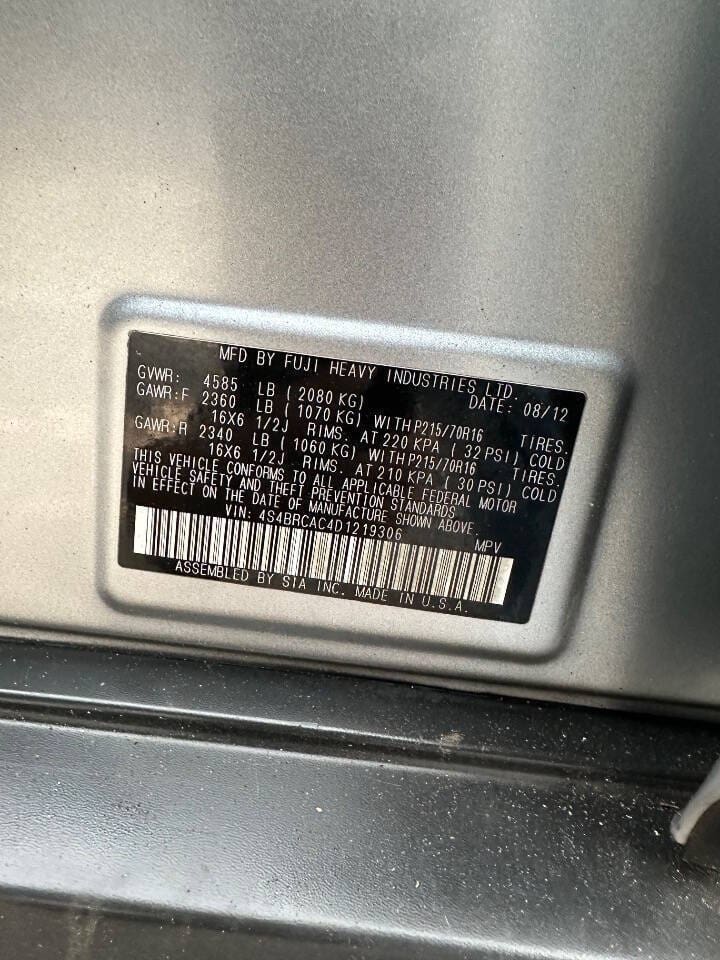 MFD BY FUJI HEAVY INDUSTRIES LTD.
GVWR: 4585 LB ( 2080 KG) DATE: 08/12
GAWR:F 2360 LB ( 1070 KG) WITH P215/70R16 TIRES.
16X6 1/2J RIMS. AT 220 KPA ( 32 PSI) COLD
GAWR:R 2340 LB ( 1060 KG) WITH P215/70R16 TIRES.
16X6 1/2J RIMS. AT 210 KPA ( 30 PSI) COLD
THIS VEHICLE CONFORMS TO ALL APPLICABLE FEDERAL MOTOR
VEHICLE SAFETY AND THEFT PREVENTION STANDARDS
IN EFFECT ON THE DATE OF MANUFACTURE SHOWN ABOVE.
VIN: 4S4BRCAC4D1219306 MPV
ASSEMBLED BY SIA INC. MADE IN U.S.A.